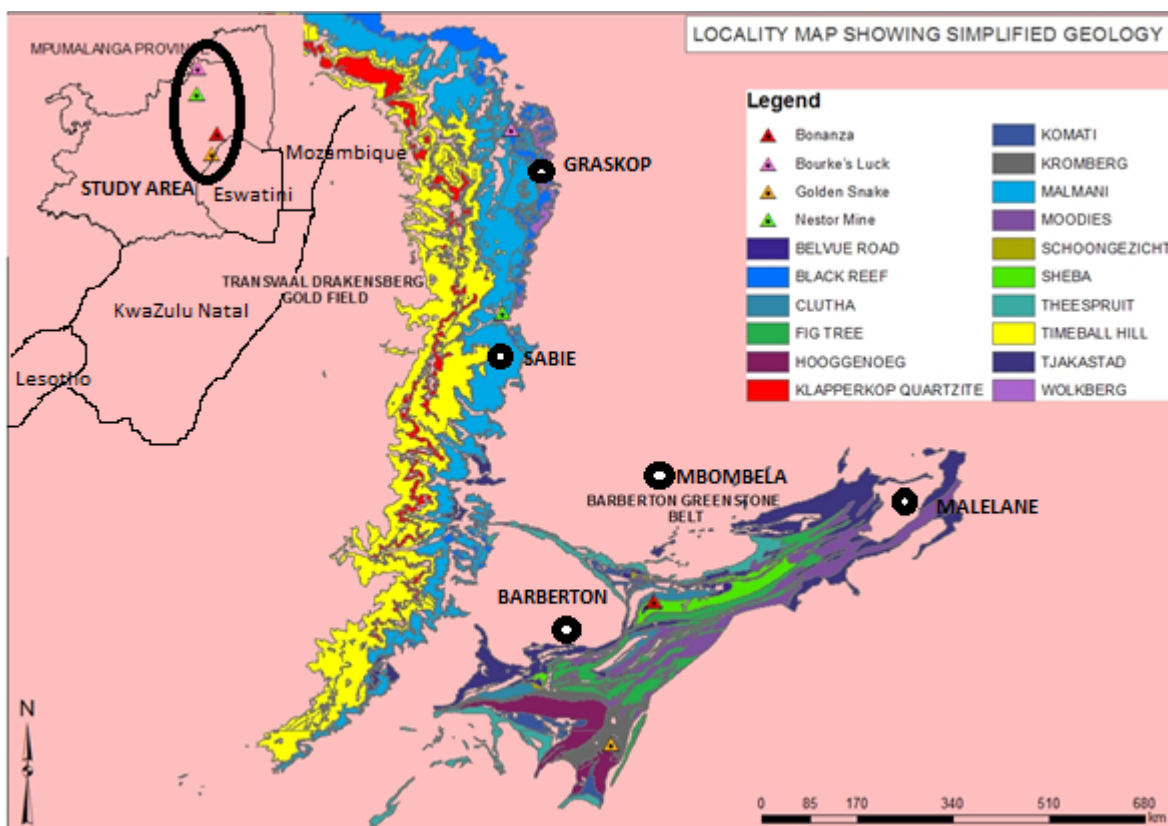 LOCALITY MAP SHOWING SIMPLIFIED GEOLOGY
MPUMALANGA PROVINCE
Mozambique
STUDY AREA
Eswatini
KwaZulu Natal
Lesotho
TRANSVAAL DRAKENSBERG
GOLD FIELD
GRASKOP
SABIE
MBOMBELA
BARBERTON GREENSTONE
BELT
MALELANE
BARBERTON
Legend
Bonanza
Bourke's Luck
Golden Snake
Nestor Mine
BELVUE ROAD
BLACK REEF
CLUTHA
FIG TREE
HOOGGENOEG
KLAPPERKOP QUARTZITE
KOMATI
KROMBERG
MALMANI
MOODIES
SCHOONGEZICHT
SHEBA
THEESPRUIT
TIMEBALL HILL
TJAKASTAD
WOLKBERG
N
0 85 170 340 510 680
km